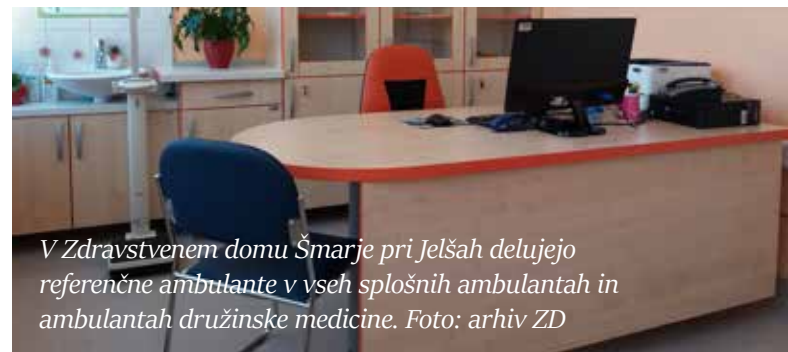 V Zdravstvenem domu Šmarje pri Jelšah delujejo
referenčne ambulante v vseh splošnih ambulantah in
ambulantah družinske medicine. Foto: arhiv ZD